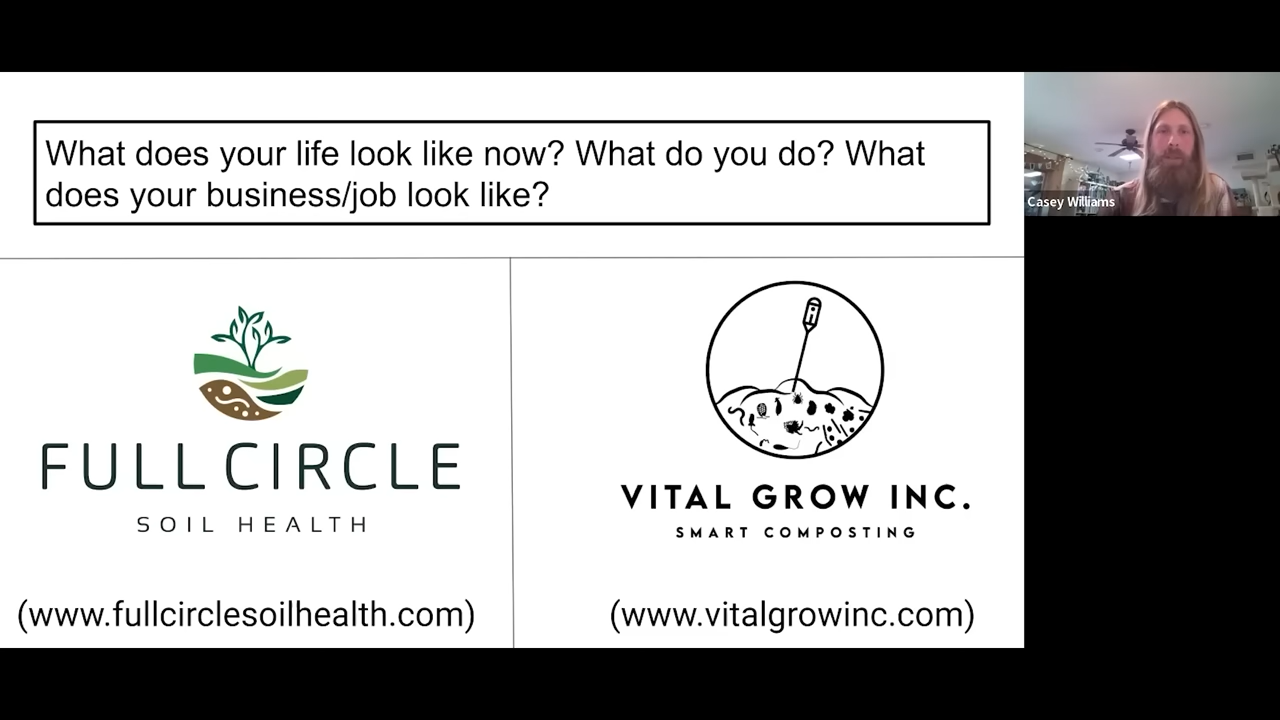 What does your life look like now? What do you do? What
does your business/job look like?
Casey Williams
FULL CIRCLE
SOIL HEALTH
(www.fullcirclesoilhealth.com)
VITAL GROW INC.
SMART COMPOSTING
(www.vitalgrowinc.com)